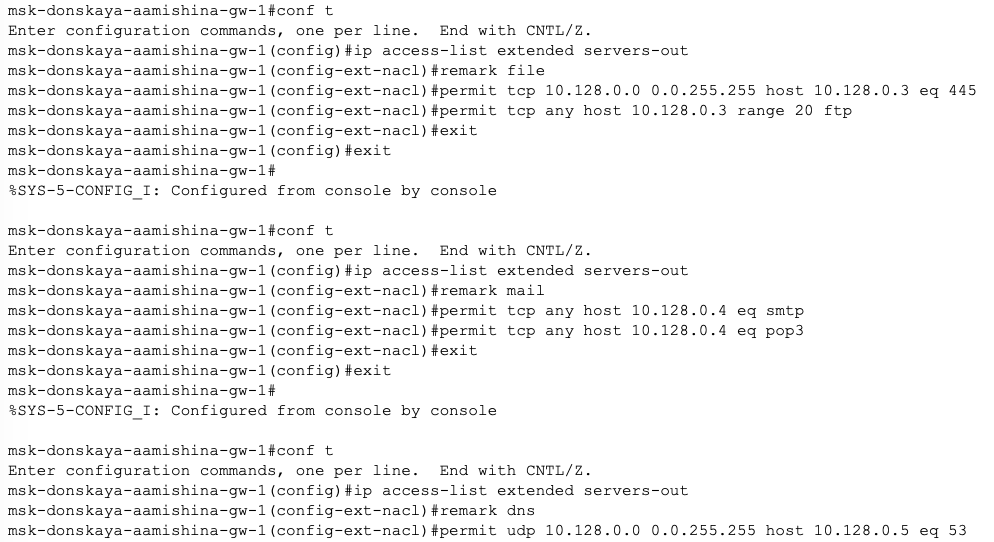 msk-donskaya-aamishina-gw-1#conf t
Enter configuration commands, one per line.  End with CNTL/Z.
msk-donskaya-aamishina-gw-1(config)#ip access-list extended servers-out
msk-donskaya-aamishina-gw-1(config-ext-nacl)#remark file
msk-donskaya-aamishina-gw-1(config-ext-nacl)#permit tcp 10.128.0.0 0.0.255.255 host 10.128.0.3 eq 445
msk-donskaya-aamishina-gw-1(config-ext-nacl)#permit tcp any host 10.128.0.3 range 20 ftp
msk-donskaya-aamishina-gw-1(config-ext-nacl)#exit
msk-donskaya-aamishina-gw-1(config)#exit
msk-donskaya-aamishina-gw-1#
%SYS-5-CONFIG_I: Configured from console by console
msk-donskaya-aamishina-gw-1#conf t
Enter configuration commands, one per line.  End with CNTL/Z.
msk-donskaya-aamishina-gw-1(config)#ip access-list extended servers-out
msk-donskaya-aamishina-gw-1(config-ext-nacl)#remark mail
msk-donskaya-aamishina-gw-1(config-ext-nacl)#permit tcp any host 10.128.0.4 eq smtp
msk-donskaya-aamishina-gw-1(config-ext-nacl)#permit tcp any host 10.128.0.4 eq pop3
msk-donskaya-aamishina-gw-1(config-ext-nacl)#exit
msk-donskaya-aamishina-gw-1(config)#exit
msk-donskaya-aamishina-gw-1#
%SYS-5-CONFIG_I: Configured from console by console
msk-donskaya-aamishina-gw-1#conf t
Enter configuration commands, one per line.  End with CNTL/Z.
msk-donskaya-aamishina-gw-1(config)#ip access-list extended servers-out
msk-donskaya-aamishina-gw-1(config-ext-nacl)#remark dns
msk-donskaya-aamishina-gw-1(config-ext-nacl)#permit udp 10.128.0.0 0.0.255.255 host 10.128.0.5 eq 53